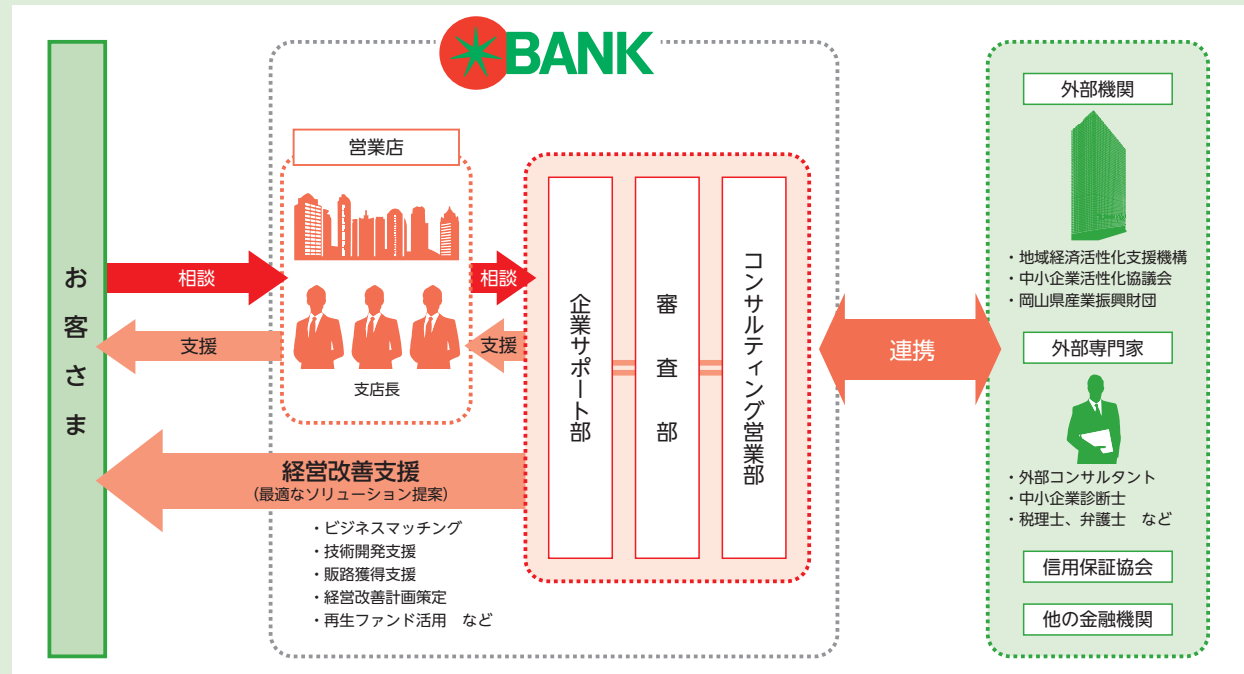 BANK
お客さま
営業店
相談
支援
支店長
相談
支援
企業サポート部
審査部
コンサルティング営業部
経営改善支援
(最適なソリューション提案)
・ビジネスマッチング
・技術開発支援
・販路獲得支援
・経営改善計画策定
・再生ファンド活用　など
連携
外部機関
・地域経済活性化支援機構
・中小企業活性化協議会
・岡山県産業振興財団
外部専門家
・外部コンサルタント
・中小企業診断士
・税理士、弁護士　など
信用保証協会
他の金融機関